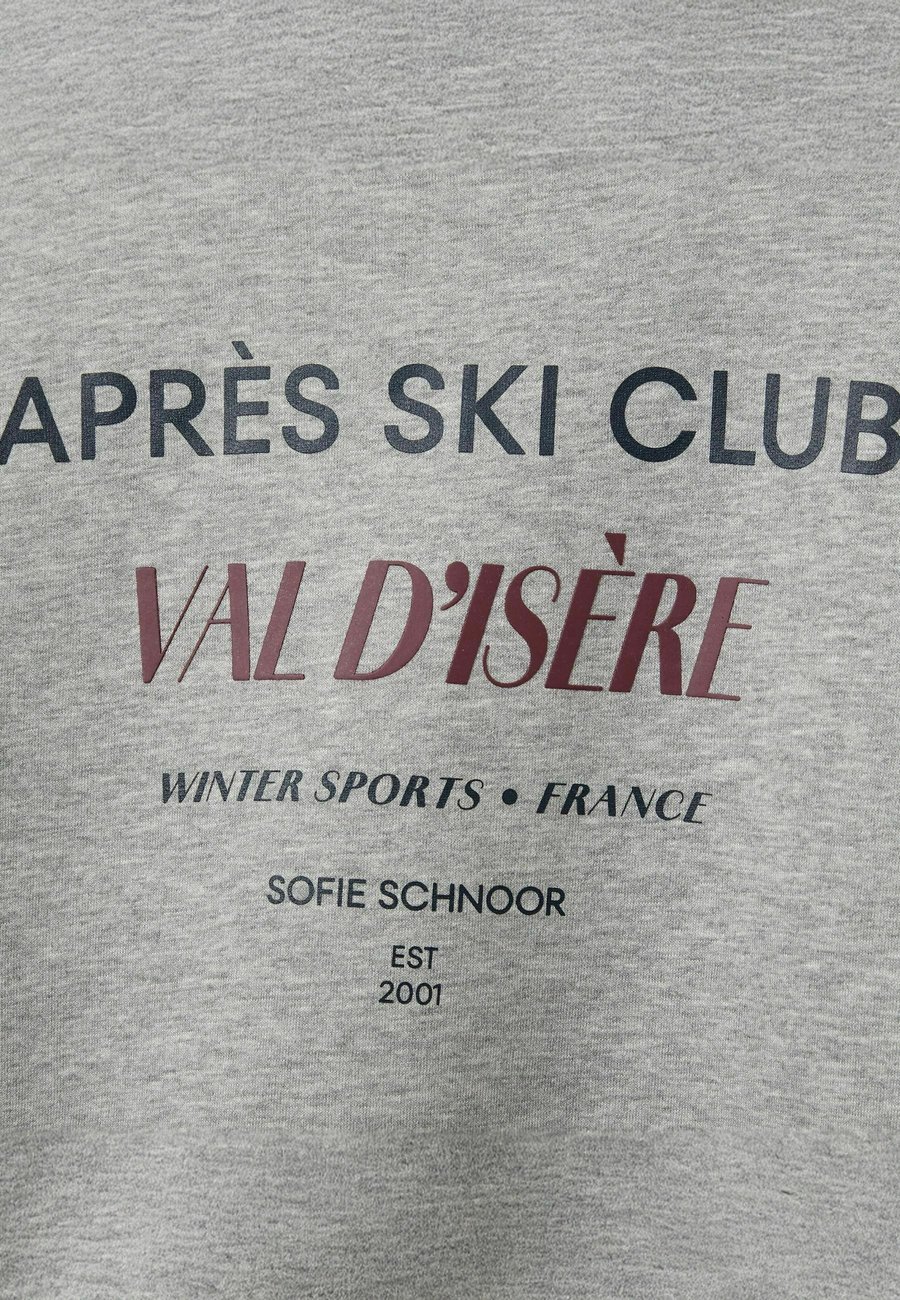 APRÈS SKI CLUB
VAL D'ISÈRE
WINTER SPORTS • FRANCE
SOFIE SCHNOOR
EST
2001